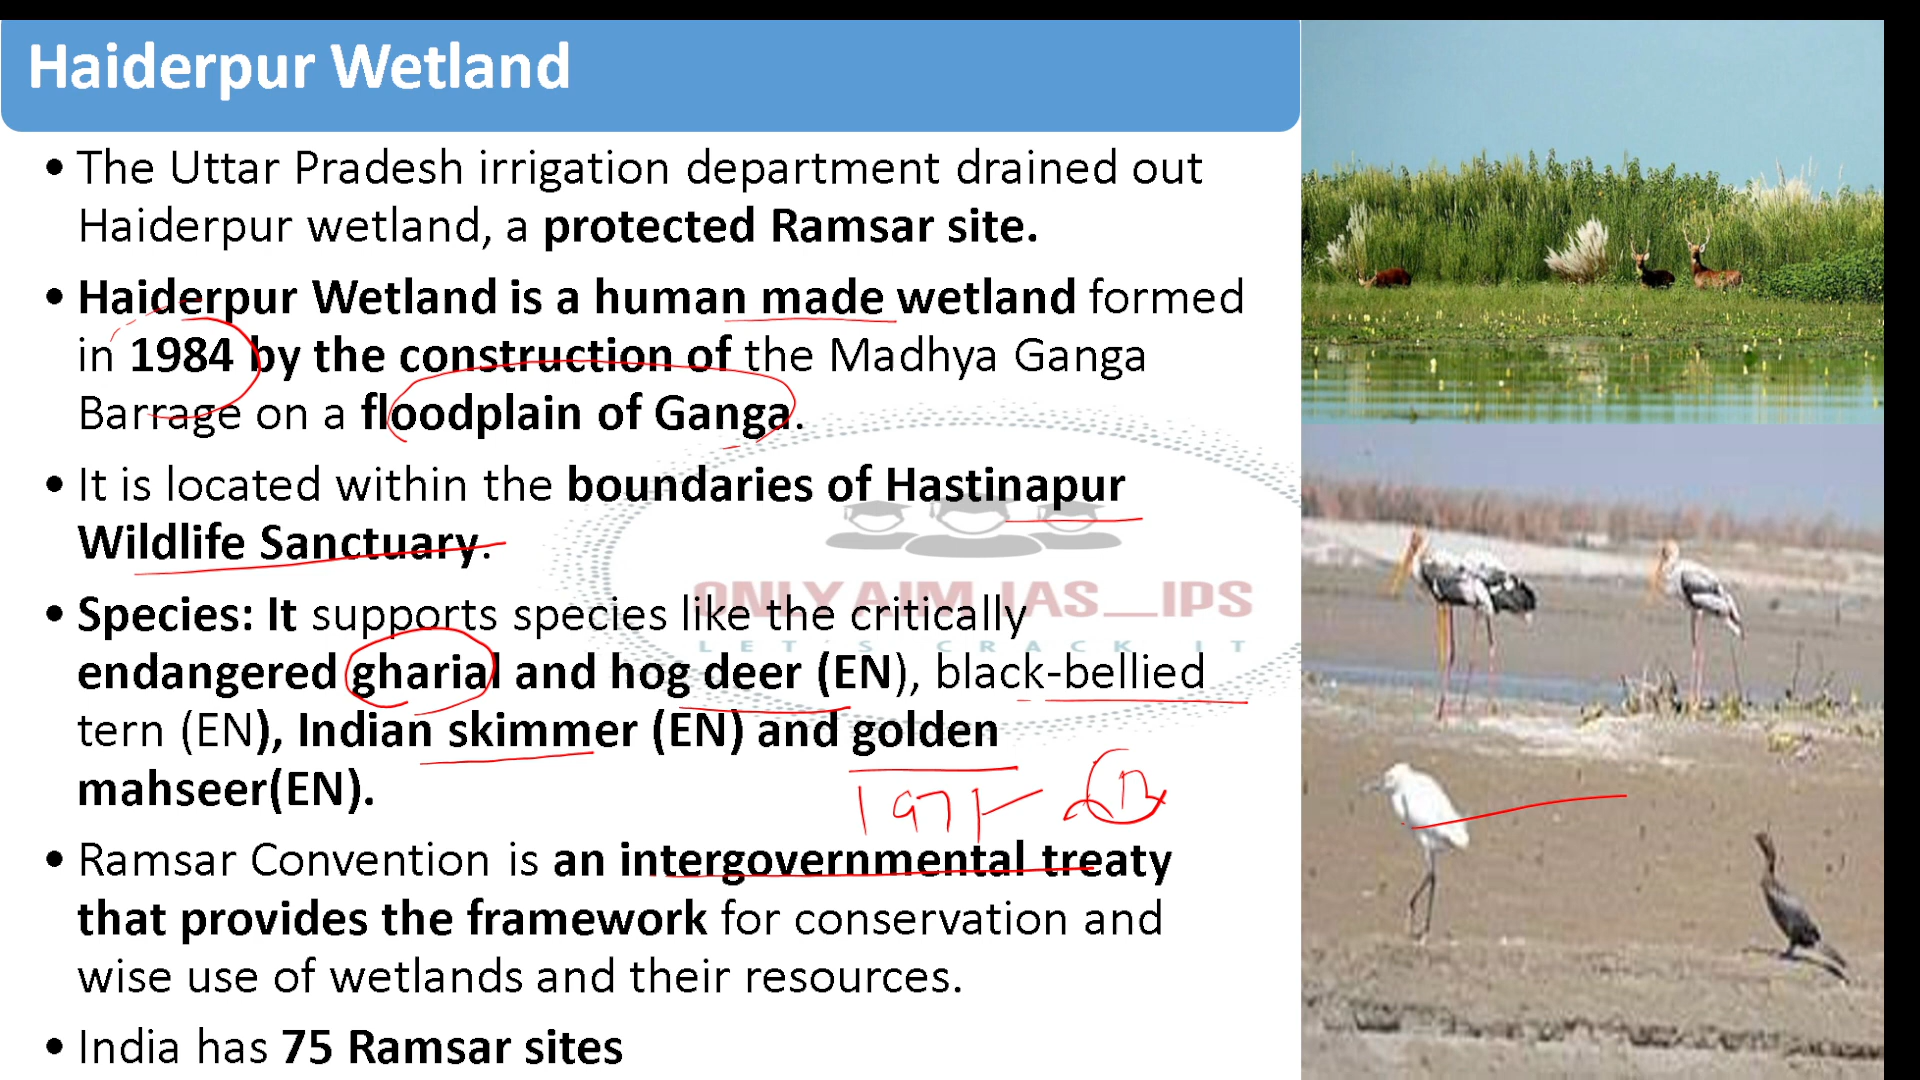 Haiderpur Wetland
• The Uttar Pradesh irrigation department drained out
Haiderpur wetland, a protected Ramsar site.
• Haiderpur Wetland is a human made wetland formed
in 1984 by the construction of the Madhya Ganga
Barrage on a floodplain of Ganga.
• It is located within the boundaries of Hastinapur
Wildlife Sanctuary.
ONLY AIM IAS_IPS
LET'S CRACK IT
• Species: It supports species like the critically
endangered gharial and hog deer (EN), black-bellied
tern (EN), Indian skimmer (EN) and golden
mahseer(EN).
1971
• Ramsar Convention is an intergovernmental treaty
that provides the framework for conservation and
wise use of wetlands and their resources.
• India has 75 Ramsar sites